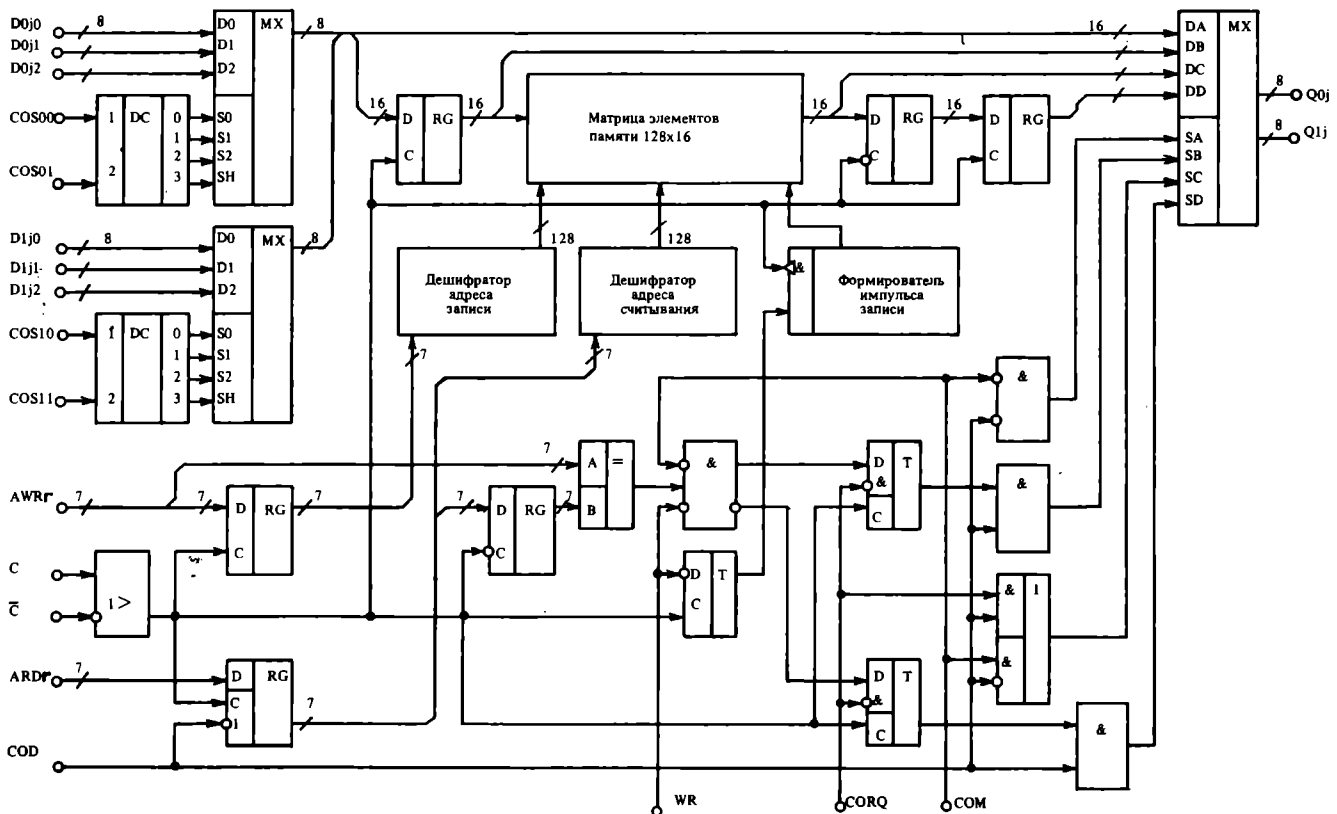 D0j0 8 D0 MX 8 16 DA MX
D0j1 D1 DB
D0j2 D2 DC
DD 8 Q0j
COS00 1 DC 0 S0
1 S1
2 S2
COS01 2 3 SH
16 D RG 16
C
Матрица элементов
памяти 128x16
16 D RG 16 D RG
C C
SA 8 Q1j
SB
SC
SD
D1j0 8 D0 MX 8
D1j1 D1
D1j2 D2
COS10 1 DC 0 S0
1 S1
2 S2
COS11 2 3 SH
128 128
Дешифратор
адреса
записи
Дешифратор
адреса
считывания
& Формирователь
импульса
записи
7 7
&
AWRr 7 7 D RG 7
C
7 A =
B
7 D RG 7
C
&
D T
&
C
&
C
C̅
1 >
D T
C
& 1
&
ARDr 7 D RG
C
1
7
D T
&
C
&
COD
WR CORQ COM